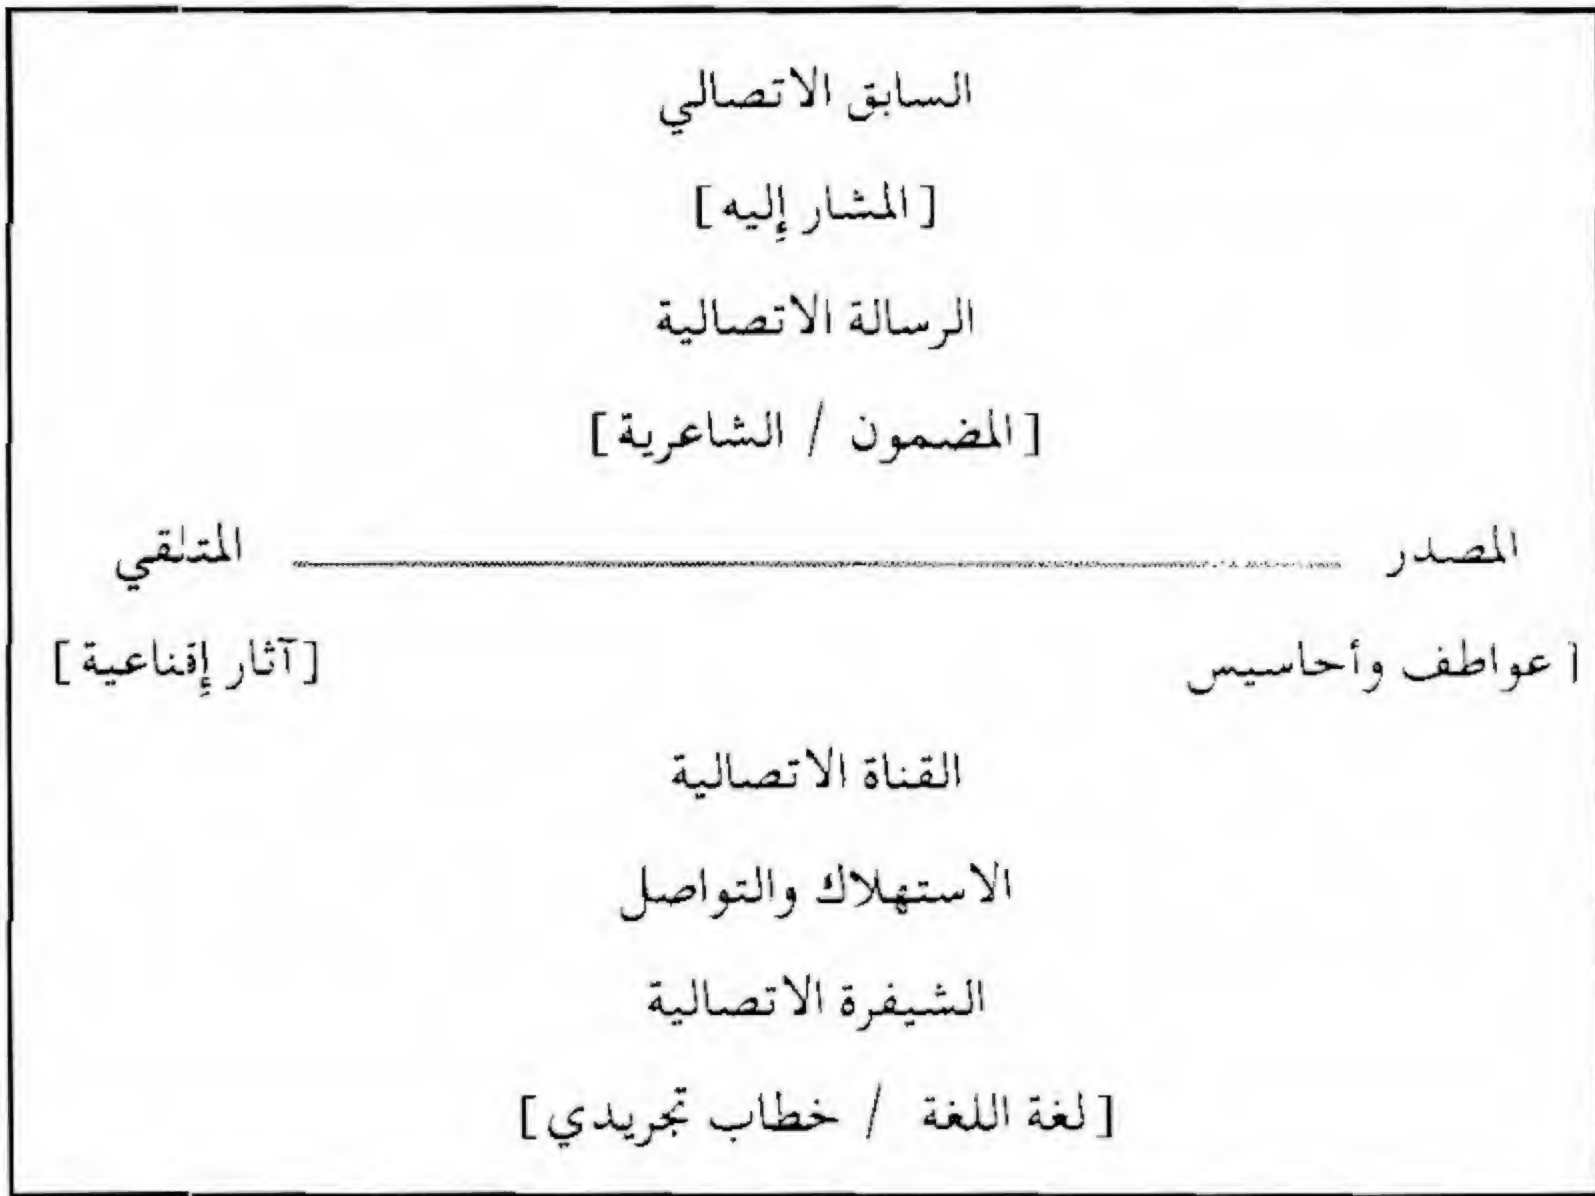 السابق الاتصالي
[المشار إليه]
الرسالة الاتصالية
[المضمون / الشاعرية]
المصدر المتلقي
[عواطف وأحاسيس [آثار إقناعية]
القناة الاتصالية
الاستهلاك والتواصل
الشيفرة الاتصالية
[لغة اللغة / خطاب تجريدي]